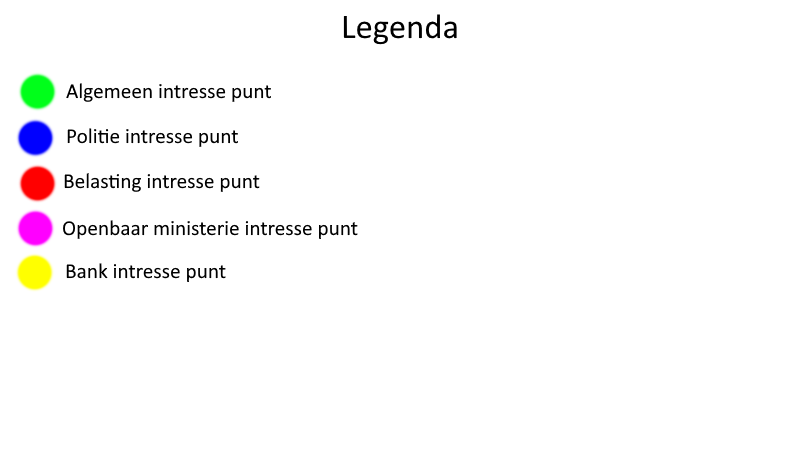 Legenda
Algemeen intresse punt
Politie intresse punt
Belasting intresse punt
Openbaar ministerie intresse punt
Bank intresse punt